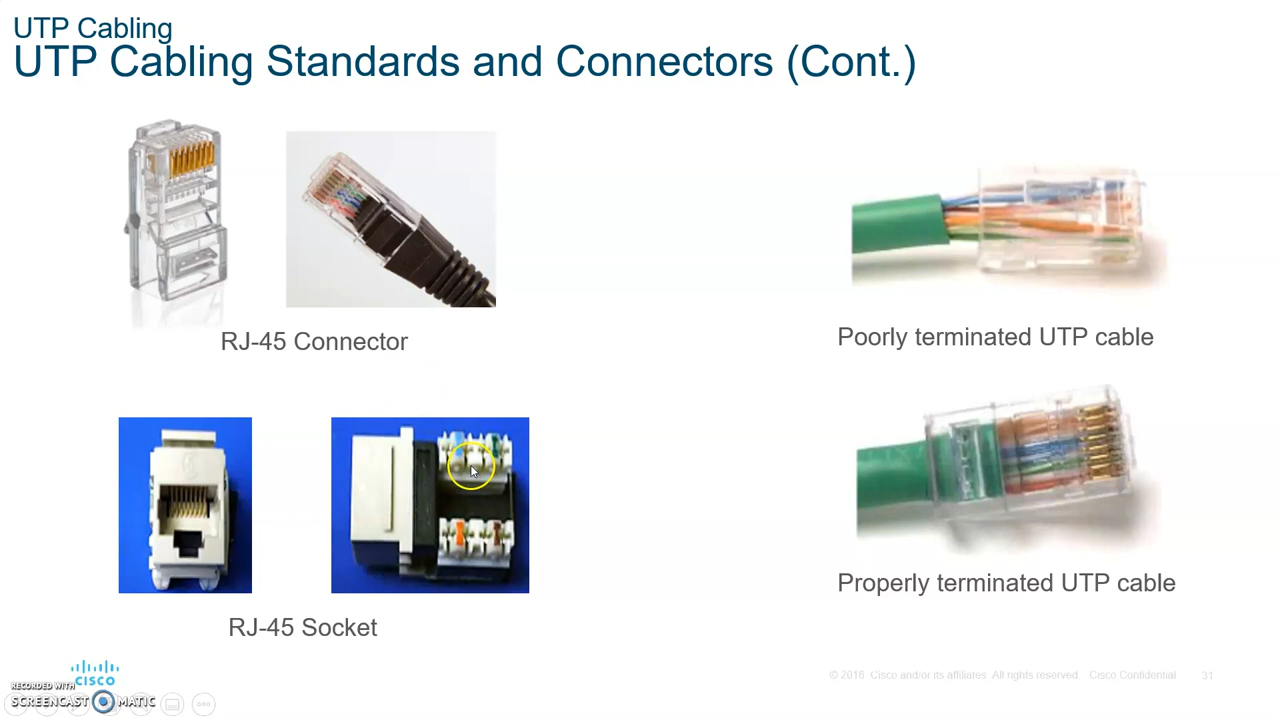 UTP Cabling
UTP Cabling Standards and Connectors (Cont.)
RJ-45 Connector
Poorly terminated UTP cable
RJ-45 Socket
Properly terminated UTP cable
CISCO
© 2016 Cisco and/or its affiliates. All rights reserved. Cisco Confidential
31
RECORDED WITH
SCREENCAST MATIC